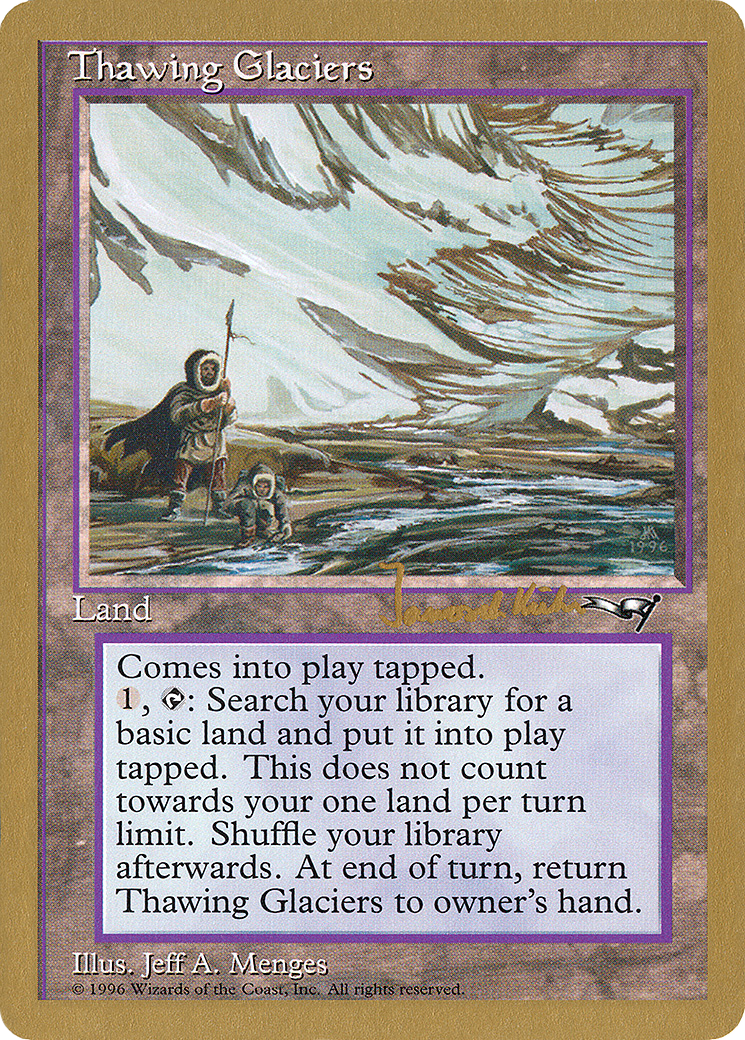 Thawing Glaciers
1996
Land
Comes into play tapped.
1, : Search your library for a
basic land and put it into play
tapped. This does not count
towards your one land per turn
limit. Shuffle your library
afterwards. At end of turn, return
Thawing Glaciers to owner's hand.
Illus. Jeff A. Menges
© 1996 Wizards of the Coast, Inc. All rights reserved.